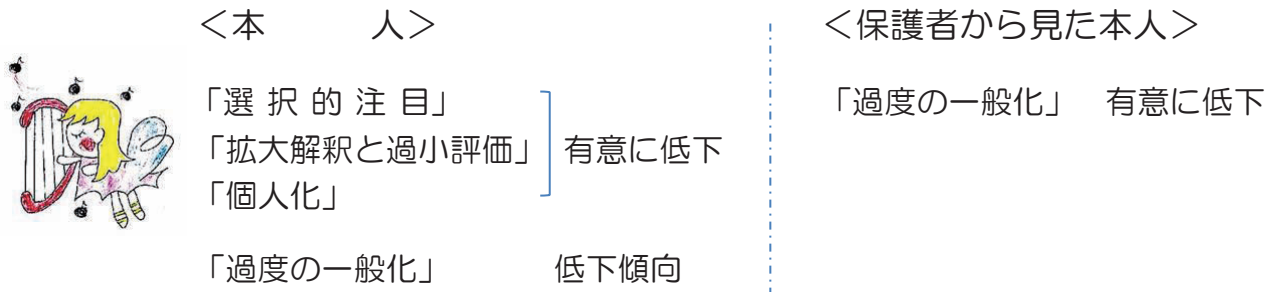 ＜本　　人＞
「選 択 的 注 目」
「拡大解釈と過小評価」 有意に低下
「個人化」
「過度の一般化」 低下傾向
＜保護者から見た本人＞
「過度の一般化」 有意に低下